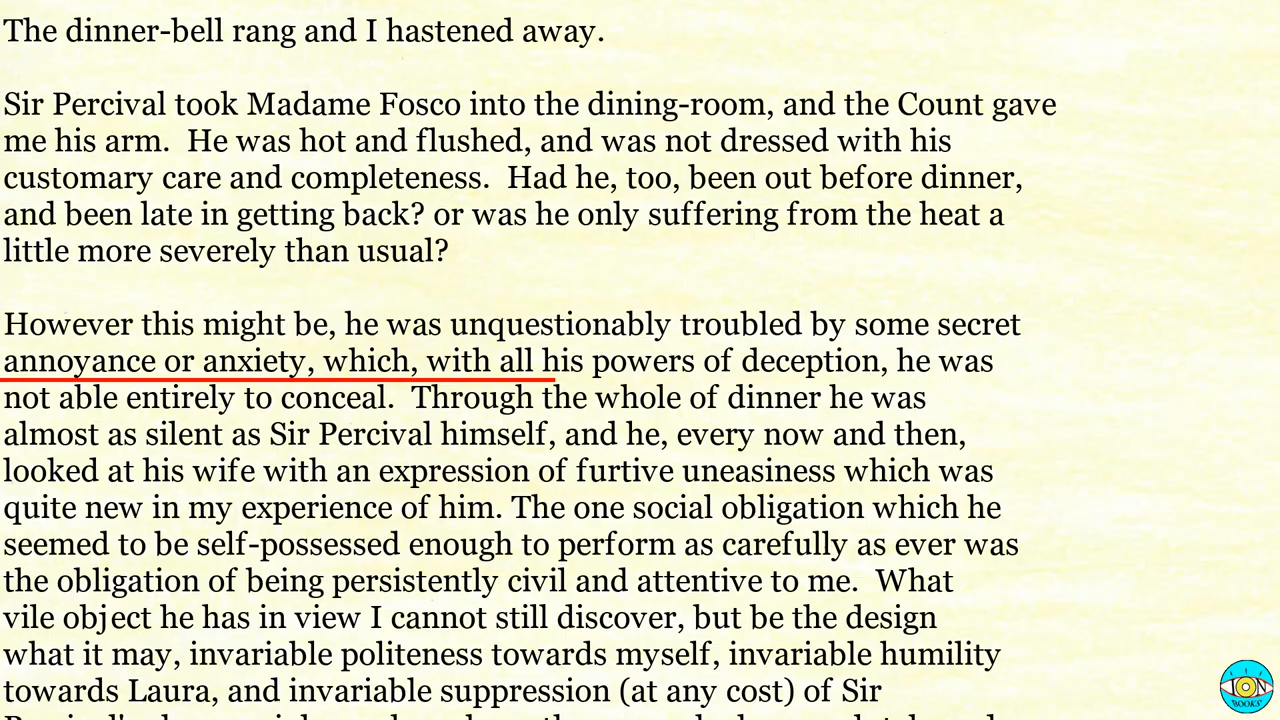 The dinner-bell rang and I hastened away.
Sir Percival took Madame Fosco into the dining-room, and the Count gave
me his arm.  He was hot and flushed, and was not dressed with his
customary care and completeness.  Had he, too, been out before dinner,
and been late in getting back? or was he only suffering from the heat a
little more severely than usual?
However this might be, he was unquestionably troubled by some secret
annoyance or anxiety, which, with all his powers of deception, he was
not able entirely to conceal.  Through the whole of dinner he was
almost as silent as Sir Percival himself, and he, every now and then,
looked at his wife with an expression of furtive uneasiness which was
quite new in my experience of him. The one social obligation which he
seemed to be self-possessed enough to perform as carefully as ever was
the obligation of being persistently civil and attentive to me.  What
vile object he has in view I cannot still discover, but be the design
what it may, invariable politeness towards myself, invariable humility
towards Laura, and invariable suppression (at any cost) of Sir
ION
BOOKS